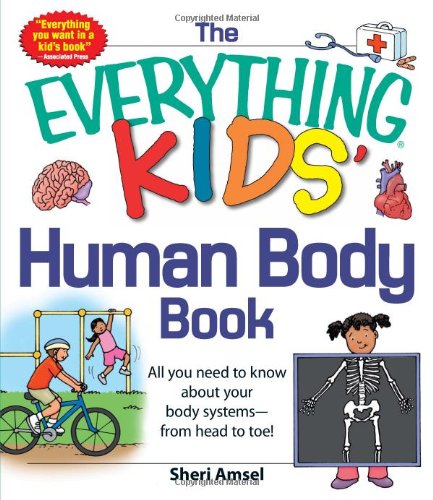 Copyrighted Material
"Everything
you want in a
kid's book"
—Associated Press
The
EVERYTHING®
KIDS'
Human Body
Book
All you need to know
about your
body systems—
from head to toe!
Sheri Amsel
Copyrighted Material